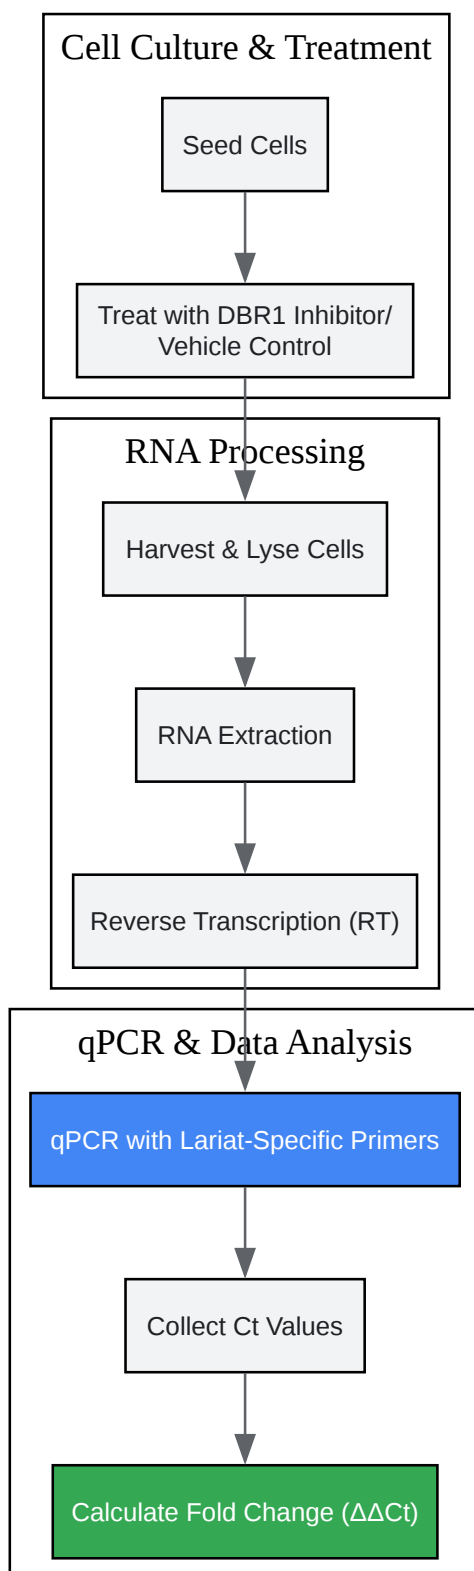 Cell Culture & Treatment
Seed Cells
Treat with DBR1 Inhibitor/
Vehicle Control
RNA Processing
Harvest & Lyse Cells
RNA Extraction
Reverse Transcription (RT)
qPCR & Data Analysis
qPCR with Lariat-Specific Primers
Collect Ct Values
Calculate Fold Change (ΔΔCt)